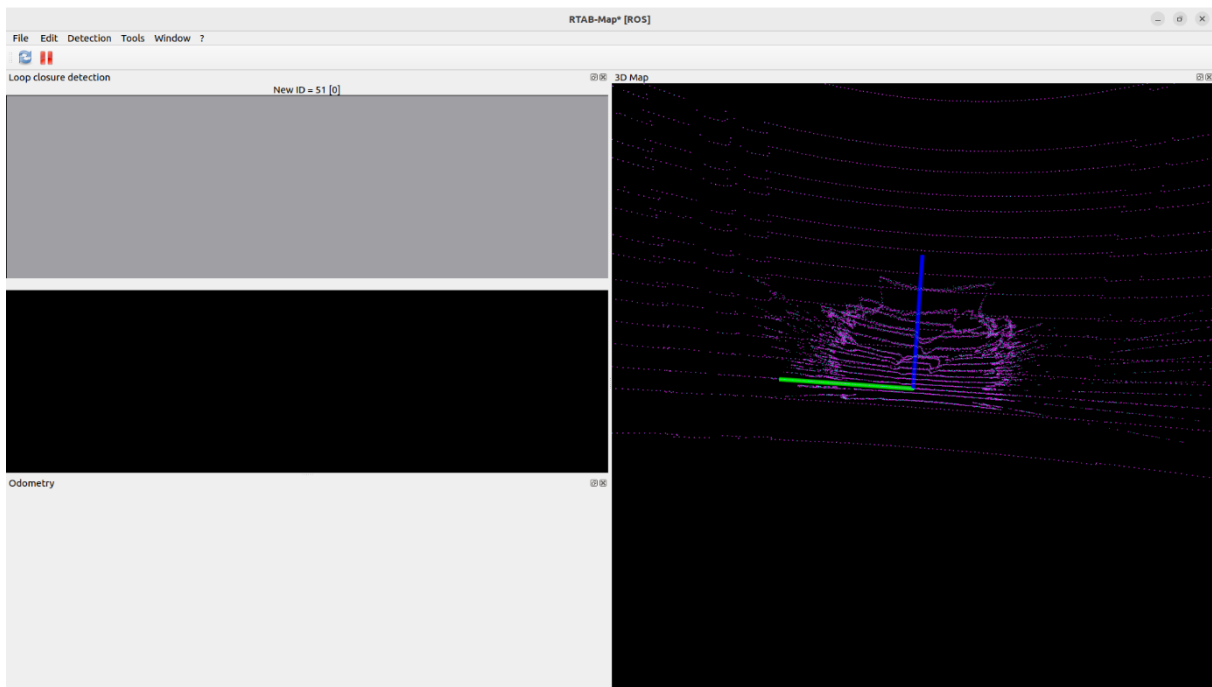 RTAB-Map* [ROS]
File Edit Detection Tools Window ?
Loop closure detection
New ID = 51 [0]
3D Map
Odometry